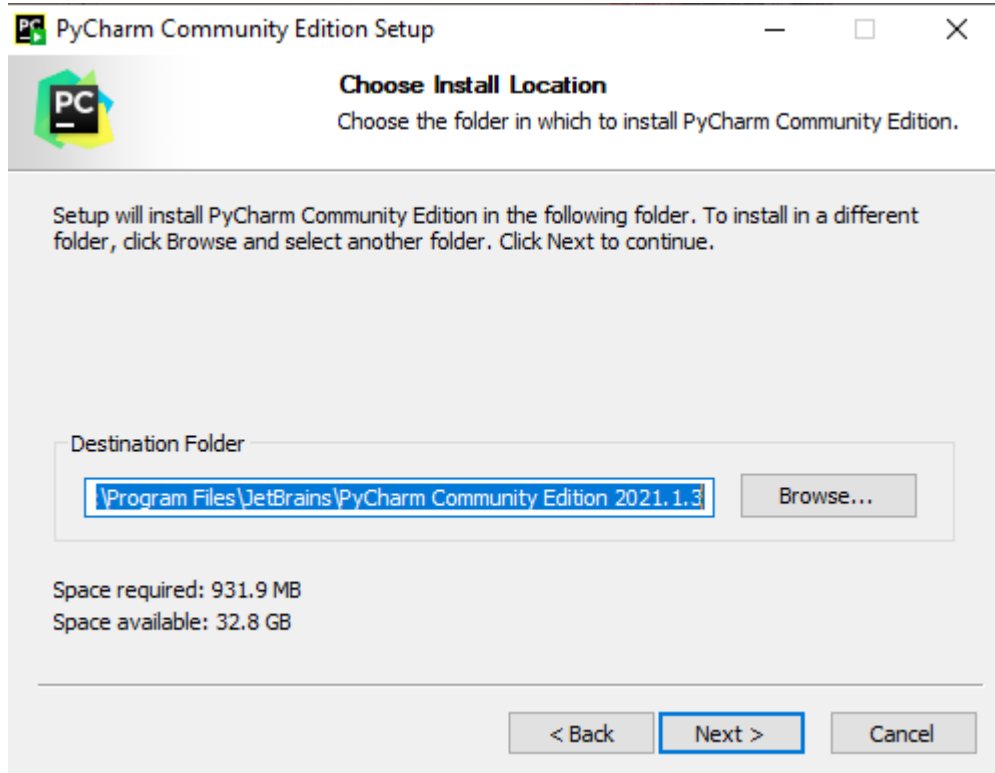 PyCharm Community Edition Setup
PC
Choose Install Location
Choose the folder in which to install PyCharm Community Edition.
Setup will install PyCharm Community Edition in the following folder. To install in a different
folder, click Browse and select another folder. Click Next to continue.
Destination Folder
:\Program Files\JetBrains\PyCharm Community Edition 2021.1.3 Browse...
Space required: 931.9 MB
Space available: 32.8 GB
< Back Next > Cancel